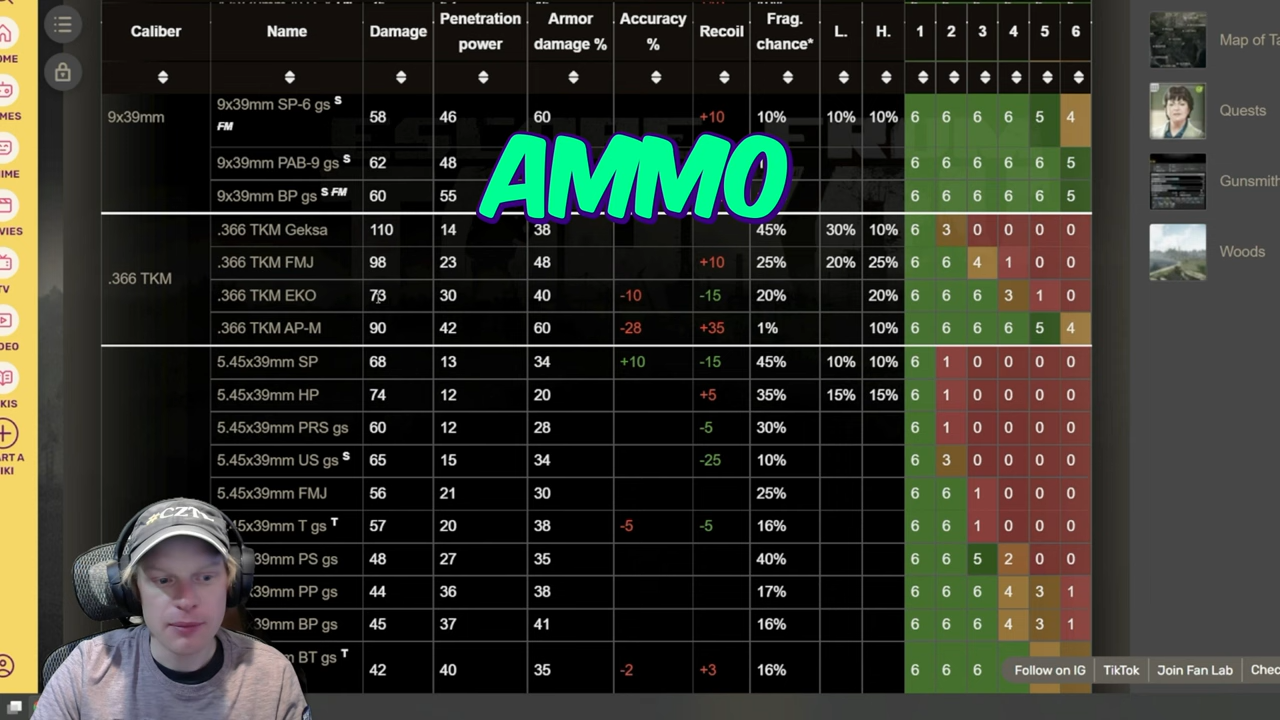 Caliber Name Damage Penetration power Armor damage % Accuracy % Recoil Frag. chance* L. H. 1 2 3 4 5 6
9x39mm
9x39mm SP-6 gs S FM 58 46 60 +10 10% 10% 10% 6 6 6 6 5 4
9x39mm PAB-9 gs S 62 48 6 6 6 6 6 5
9x39mm BP gs S FM 60 55 6 6 6 6 6 5
AMMO
.366 TKM
.366 TKM Geksa 110 14 38 45% 30% 10% 6 3 0 0 0 0
.366 TKM FMJ 98 23 48 +10 25% 20% 25% 6 6 4 1 0 0
.366 TKM EKO 73 30 40 -10 -15 20% 20% 6 6 6 3 1 0
.366 TKM AP-M 90 42 60 -28 +35 1% 10% 6 6 6 6 5 4
5.45x39mm SP 68 13 34 +10 -15 45% 10% 10% 6 1 0 0 0 0
5.45x39mm HP 74 12 20 +5 35% 15% 15% 6 1 0 0 0 0
5.45x39mm PRS gs 60 12 28 -5 30% 6 1 0 0 0 0
5.45x39mm US gs S 65 15 34 -25 10% 6 3 0 0 0 0
5.45x39mm FMJ 56 21 30 25% 6 6 1 0 0 0
.45x39mm T gs T 57 20 38 -5 -5 16% 6 6 1 0 0 0
39mm PS gs 48 27 35 40% 6 6 5 2 0 0
39mm PP gs 44 36 38 17% 6 6 6 4 3 1
39mm BP gs 45 37 41 16% 6 6 6 4 3 1
m BT gs T 42 40 35 -2 +3 16% 6 6 6
Map of Ta
Quests
Gunsmith
Woods
OME
MES
NIME
VIES
TV
DEO
KIS
ART A
IKI
#CZTL
Follow on IG TikTok Join Fan Lab Chec